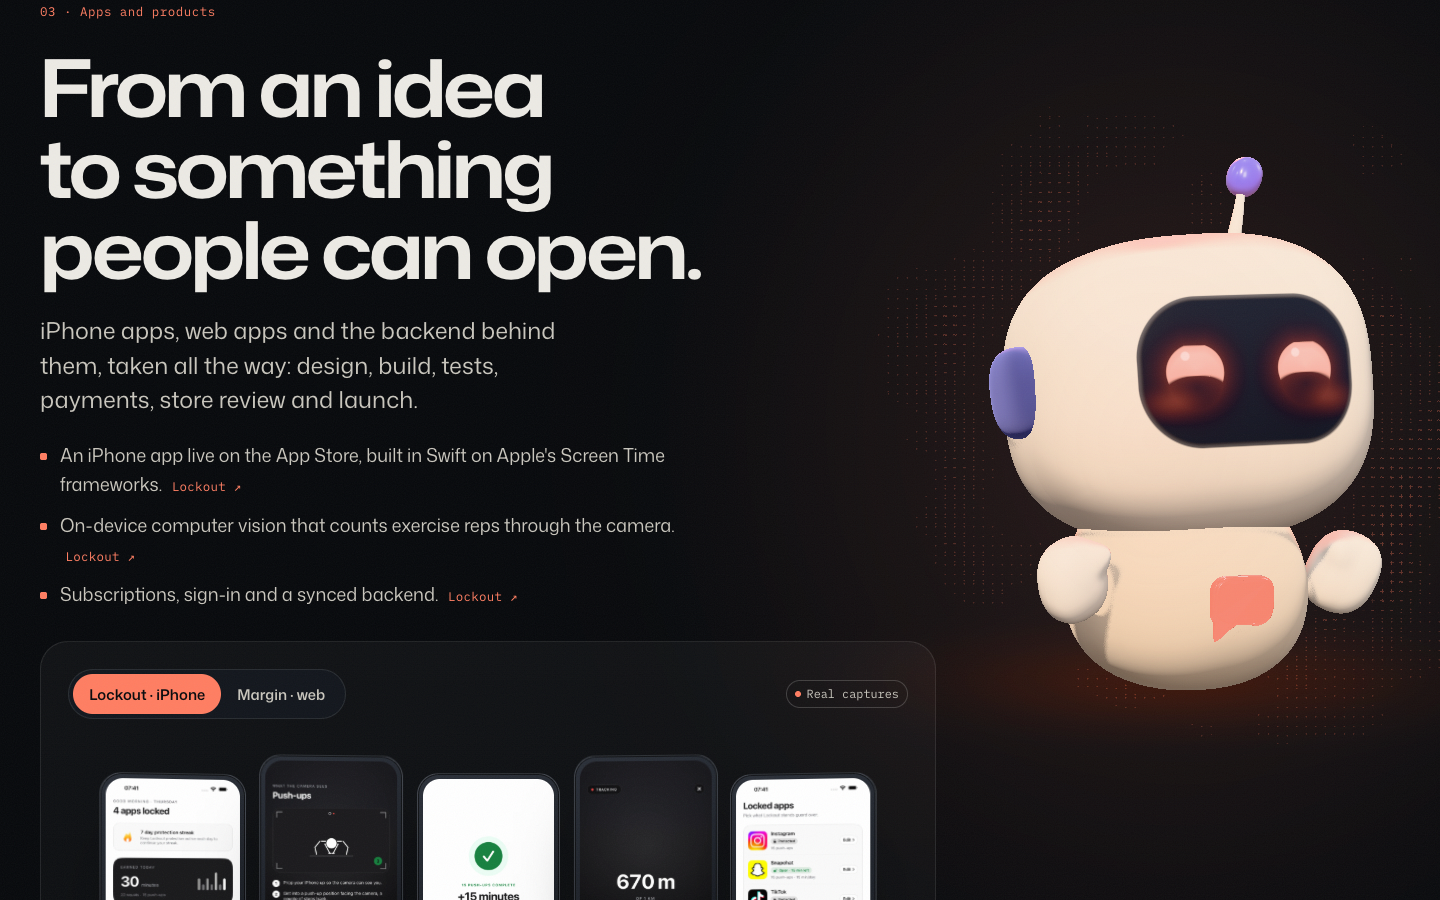 03 · Apps and products
From an idea
to something
people can open.
iPhone apps, web apps and the backend behind
them, taken all the way: design, build, tests,
payments, store review and launch.
An iPhone app live on the App Store, built in Swift on Apple's Screen Time
frameworks. Lockout ↗
On-device computer vision that counts exercise reps through the camera.
Lockout ↗
Subscriptions, sign-in and a synced backend. Lockout ↗
Lockout · iPhone
Margin · web
Real captures
07:41
4 apps locked
7 day protection streak
30 minutes
Push-ups
+15 minutes
TRACKING
670 m
07:41
Locked apps
Instagram
Snapchat
TikTok